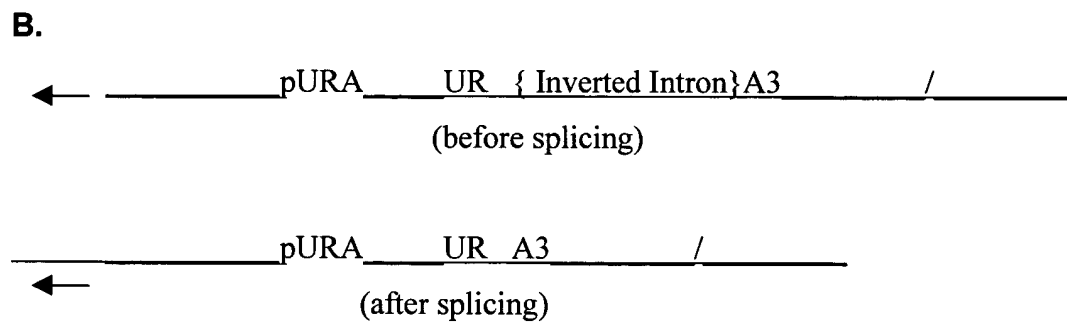 B.
pURA UR { Inverted Intron}A3 /
(before splicing)
pURA UR A3 /
(after splicing)